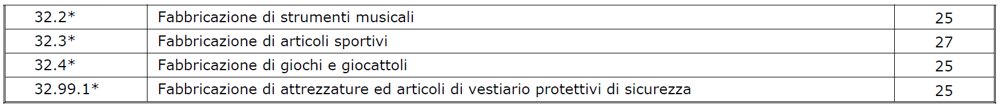 32.2* Fabbricazione di strumenti musicali 25
32.3* Fabbricazione di articoli sportivi 27
32.4* Fabbricazione di giochi e giocattoli 25
32.99.1* Fabbricazione di attrezzature ed articoli di vestiario protettivi di sicurezza 25